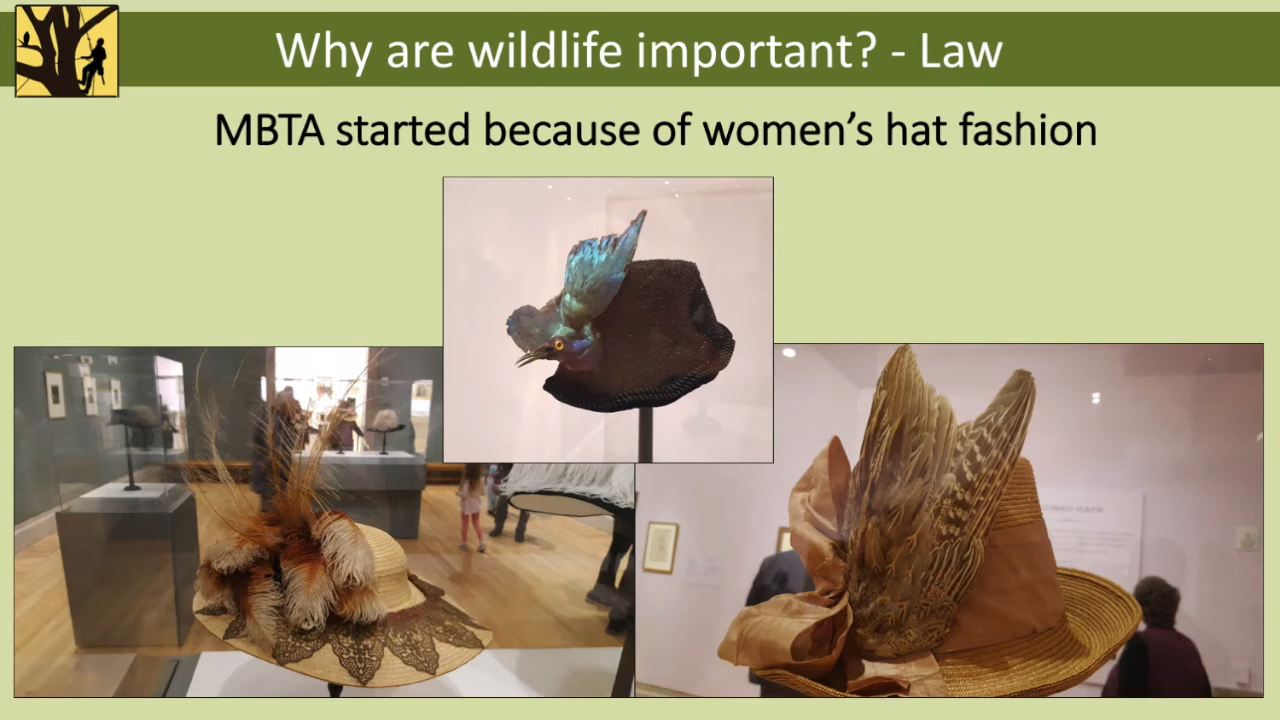 Why are wildlife important? - Law
MBTA started because of women’s hat fashion